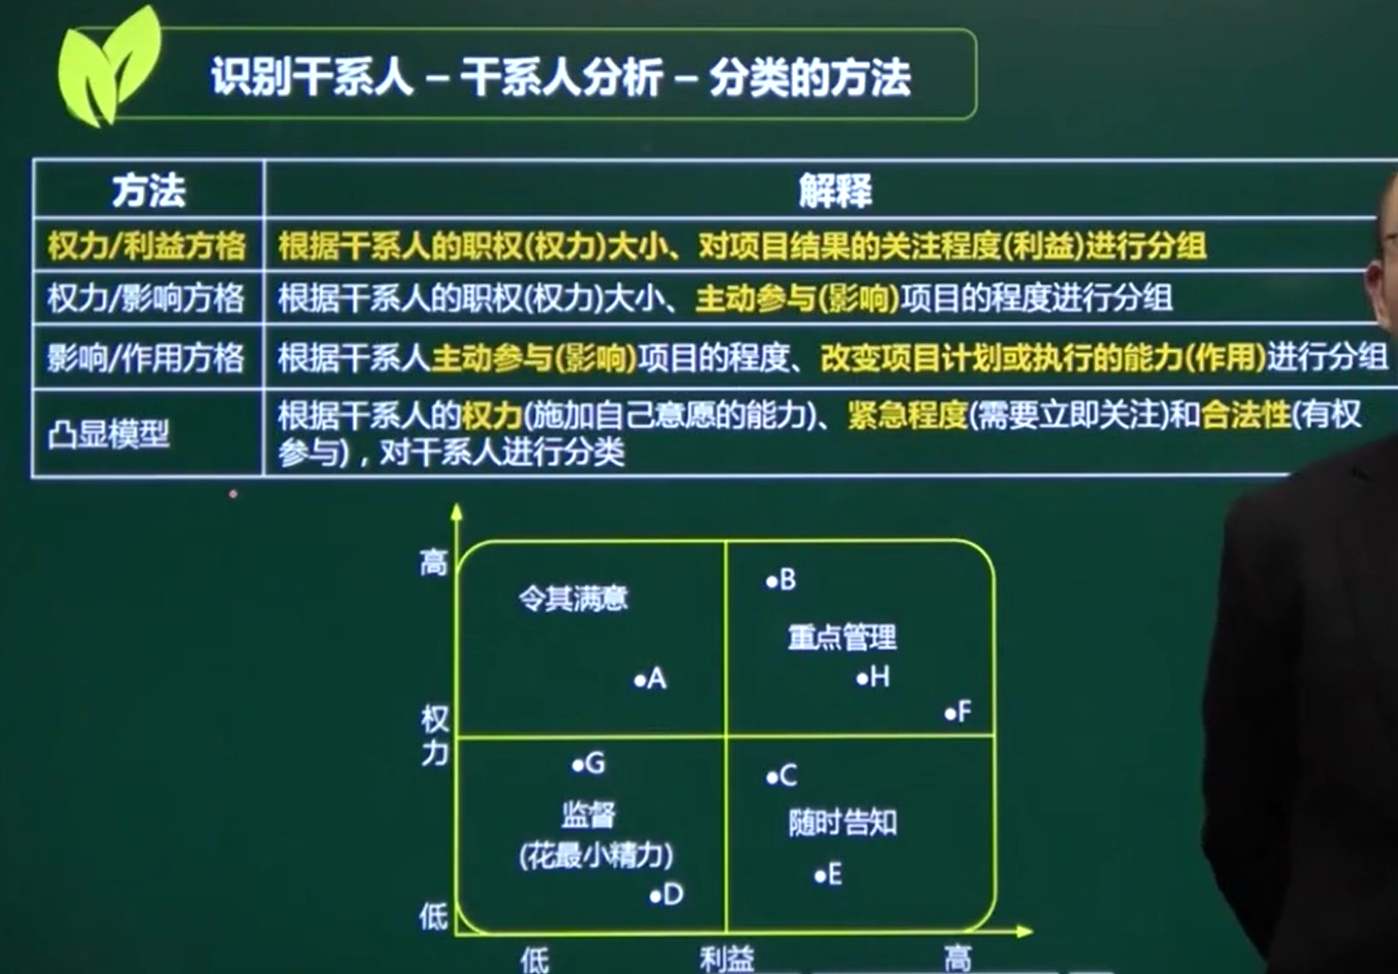 识别干系人 – 干系人分析 – 分类的方法
方法
解释
权力/利益方格
根据干系人的职权(权力)大小、对项目结果的关注程度(利益)进行分组
权力/影响方格
根据干系人的职权(权力)大小、主动参与(影响)项目的程度进行分组
影响/作用方格
根据干系人主动参与(影响)项目的程度、改变项目计划或执行的能力(作用)进行分组
凸显模型
根据干系人的权力(施加自己意愿的能力)、紧急程度(需要立即关注)和合法性(有权
参与)，对干系人进行分类
高
令其满意
•B
重点管理
•A
•H
•F
权
力
•G
•C
监督
(花最小精力)
随时告知
•E
•D
低
低
利益
高